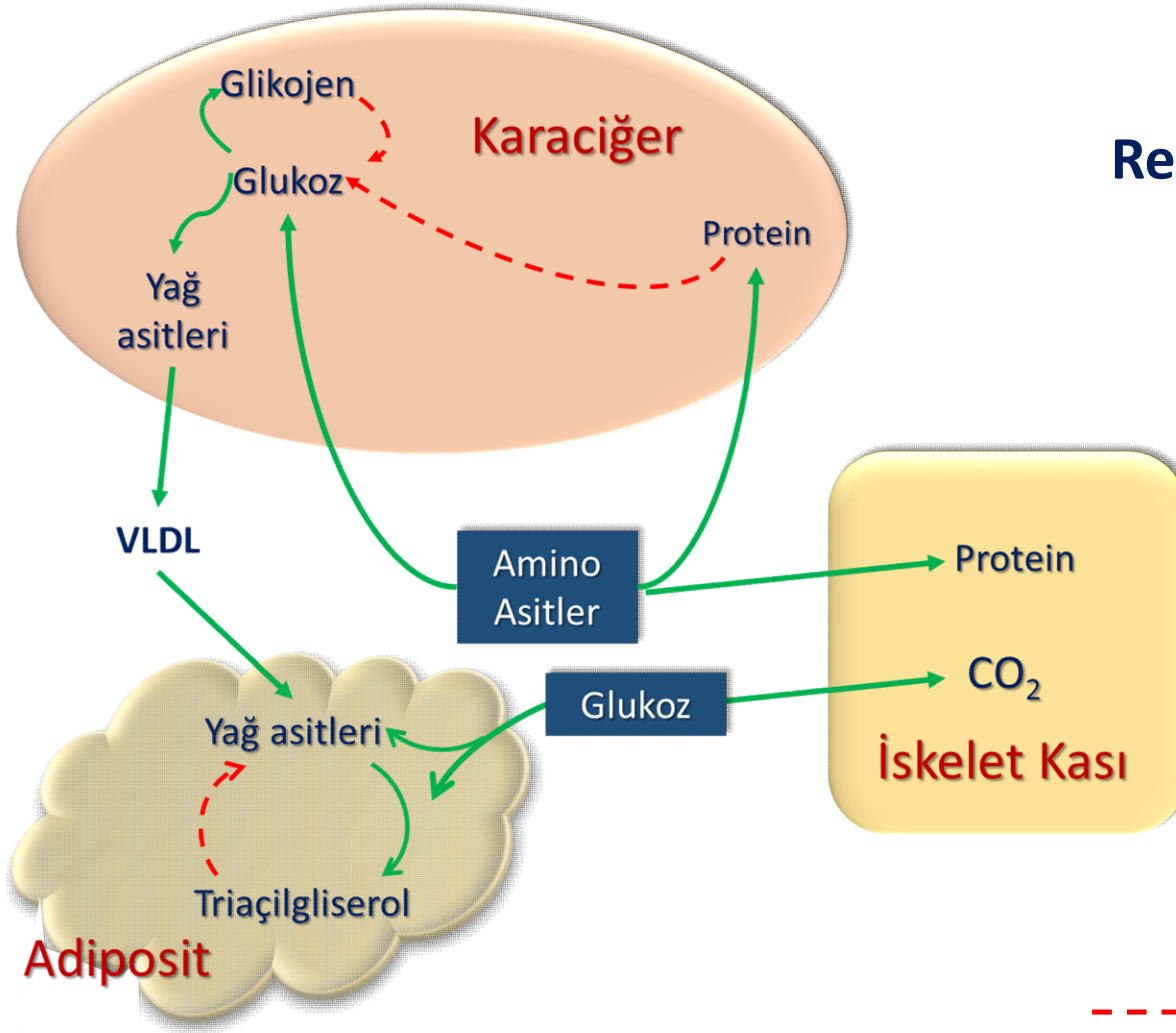 Glikojen
Karaciğer
Re
Glukoz
Protein
Yağ
asitleri
VLDL
Amino
Asitler
Protein
Glukoz
CO₂
Yağ asitleri
İskelet Kası
Triaçilgliserol
Adiposit